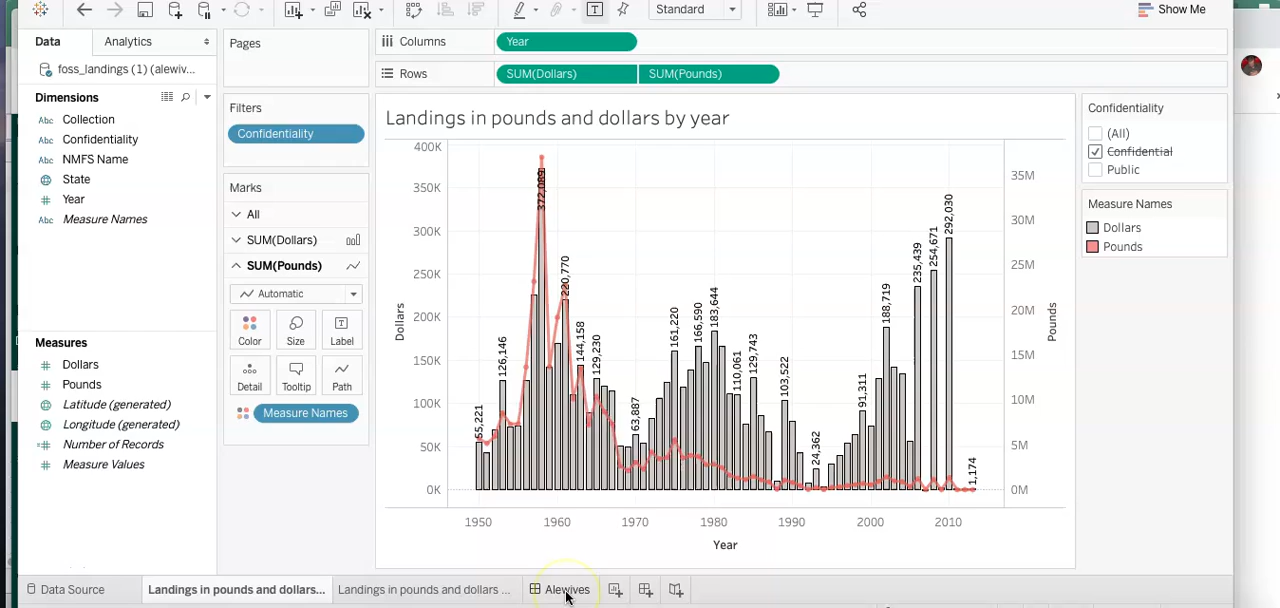 Standard
Show Me
Data
Analytics
Pages
Columns
Year
foss_landings (1) (alewiv...
Rows
SUM(Dollars)
SUM(Pounds)
Dimensions
Filters
Confidentiality
Abc Collection
Abc Confidentiality
Abc NMFS Name
State
# Year
Abc Measure Names
Marks
All
SUM(Dollars)
SUM(Pounds)
Automatic
Color
Size
Label
Detail
Tooltip
Path
Measure Names
Measures
# Dollars
# Pounds
Latitude (generated)
Longitude (generated)
Number of Records
# Measure Values
Landings in pounds and dollars by year
400K
350K
300K
250K
200K
150K
100K
50K
0K
Dollars
55,221
126,146
372,089
220,770
144,158
129,230
63,887
161,220
166,590
183,644
110,061
129,743
103,522
24,362
91,311
188,719
235,439
254,671
292,030
1,174
35M
30M
25M
20M
15M
10M
5M
0M
Pounds
1950
1960
1970
1980
1990
2000
2010
Year
Confidentiality
(All)
Confidential
Public
Measure Names
Dollars
Pounds
Data Source
Landings in pounds and dollars...
Landings in pounds and dollars ...
Alewives